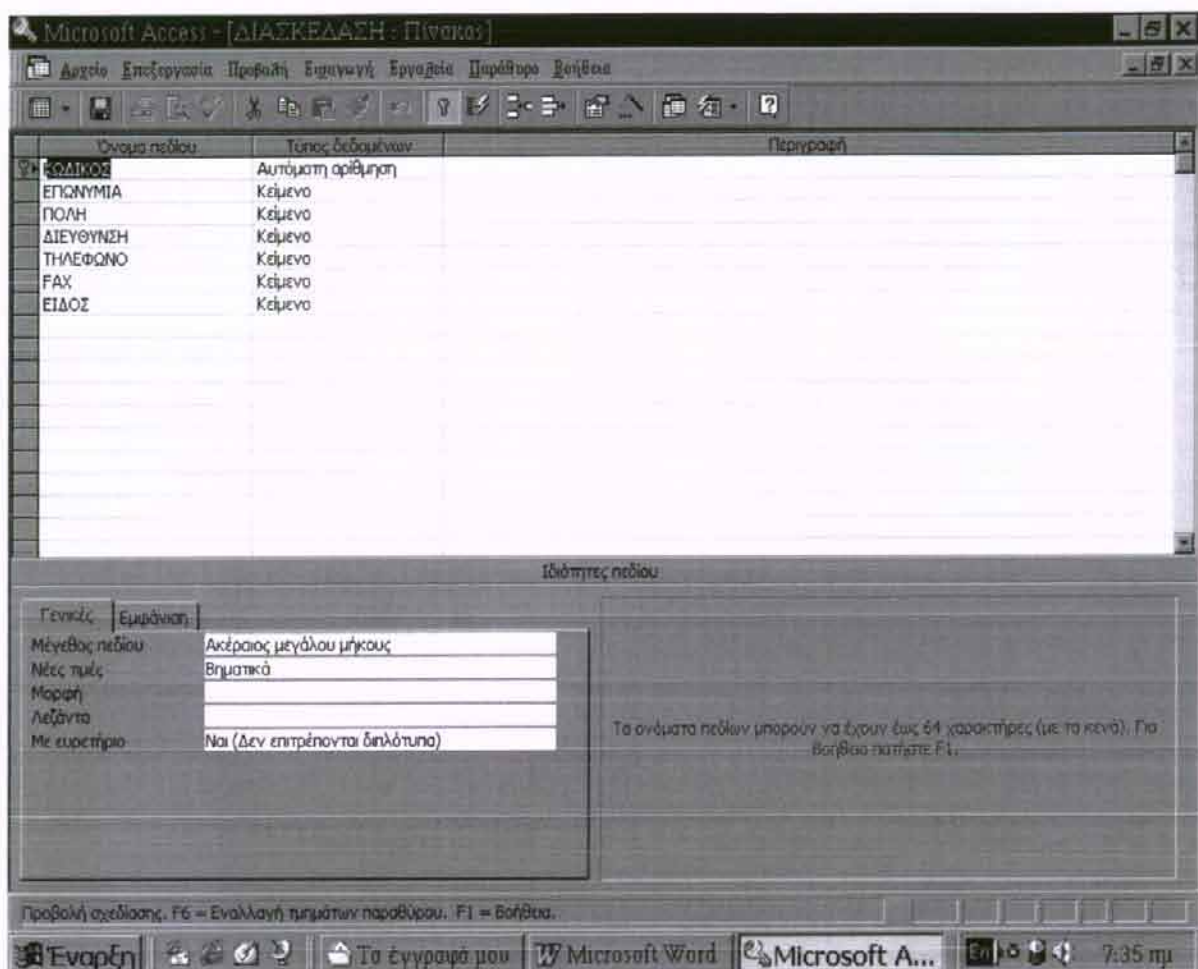 Microsoft Access - [ΔΙΑΣΚΕΔΑΣΗ : Πίνακας]
Αρχείο Επεξεργασία Προβολή Εισαγωγή Εργαλεία Παράθυρο Βοήθεια
Όνομα πεδίου Τύπος δεδομένων Περιγραφή
ΚΩΔΙΚΟΣ Αυτόματη αρίθμηση
ΕΠΩΝΥΜΙΑ Κείμενο
ΠΟΛΗ Κείμενο
ΔΙΕΥΘΥΝΣΗ Κείμενο
ΤΗΛΕΦΩΝΟ Κείμενο
FAX Κείμενο
ΕΙΔΟΣ Κείμενο
Ιδιότητες πεδίου
Γενικές Εμφάνιση
Μέγεθος πεδίου Ακέραιος μεγάλου μήκους
Νέες τιμές Βηματικά
Μορφή
Λεζάντα
Με ευρετήριο Ναι (Δεν επιτρέπονται διπλότυπα)
Τα ονόματα πεδίων μπορούν να έχουν έως 64 χαρακτήρες (με τα κενά). Για
βοήθεια πατήστε F1.
Προβολή σχεδίασης. F6 = Εναλλαγή τμημάτων παραθύρου. F1 = Βοήθεια.
Έναρξη Τα έγγραφά μου Microsoft Word Microsoft A... En 7:35 πμ